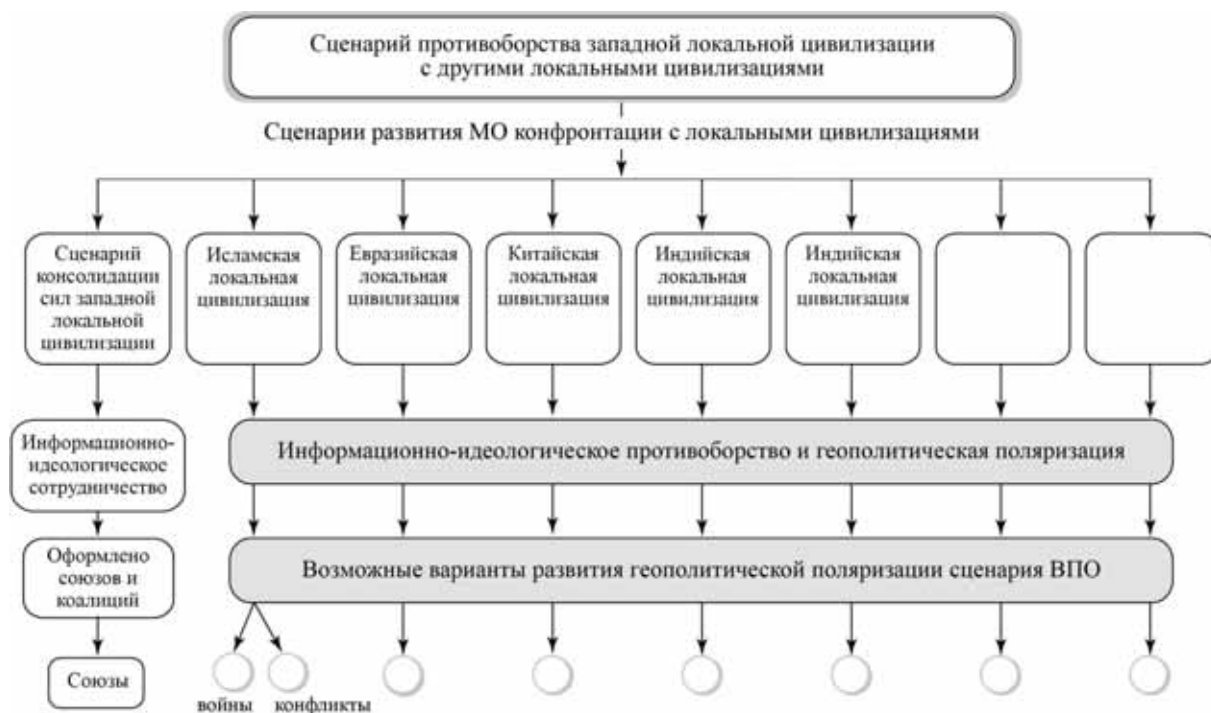 Сценарий противоборства западной локальной цивилизации
с другими локальными цивилизациями
Сценарии развития МО конфронтации с локальными цивилизациями
Сценарий
консолидации
сил западной
локальной
цивилизации
Исламская
локальная
цивилизация
Евразийская
локальная
цивилизация
Китайская
локальная
цивилизация
Индийская
локальная
цивилизация
Индийская
локальная
цивилизация
Информационно-
идеологическое
сотрудничество
Информационно-идеологическое противоборство и геополитическая поляризация
Оформлено
союзов и
коалиций
Возможные варианты развития геополитической поляризации сценария ВПО
Союзы
войны
конфликты